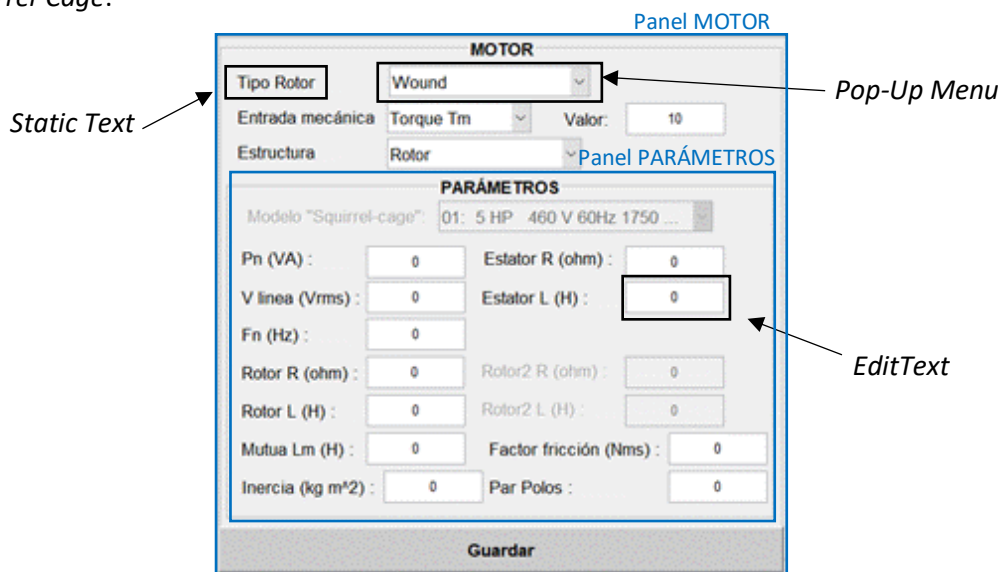 rel Cage.
Panel MOTOR
MOTOR
Tipo Rotor Wound
Pop-Up Menu
Static Text
Entrada mecánica Torque Tm Valor: 10
Estructura Rotor
Panel PARÁMETROS
PARÁMETROS
Modelo "Squirrel-cage": 01: 5 HP 460 V 60Hz 1750 ...
Pn (VA) : 0 Estator R (ohm) : 0
V linea (Vrms) : 0 Estator L (H) : 0
Fn (Hz) : 0
EditText
Rotor R (ohm) : 0 Rotor2 R (ohm) : 0
Rotor L (H) : 0 Rotor2 L (H) : 0
Mutua Lm (H) : 0 Factor fricción (Nms) : 0
Inercia (kg m^2) : 0 Par Polos : 0
Guardar